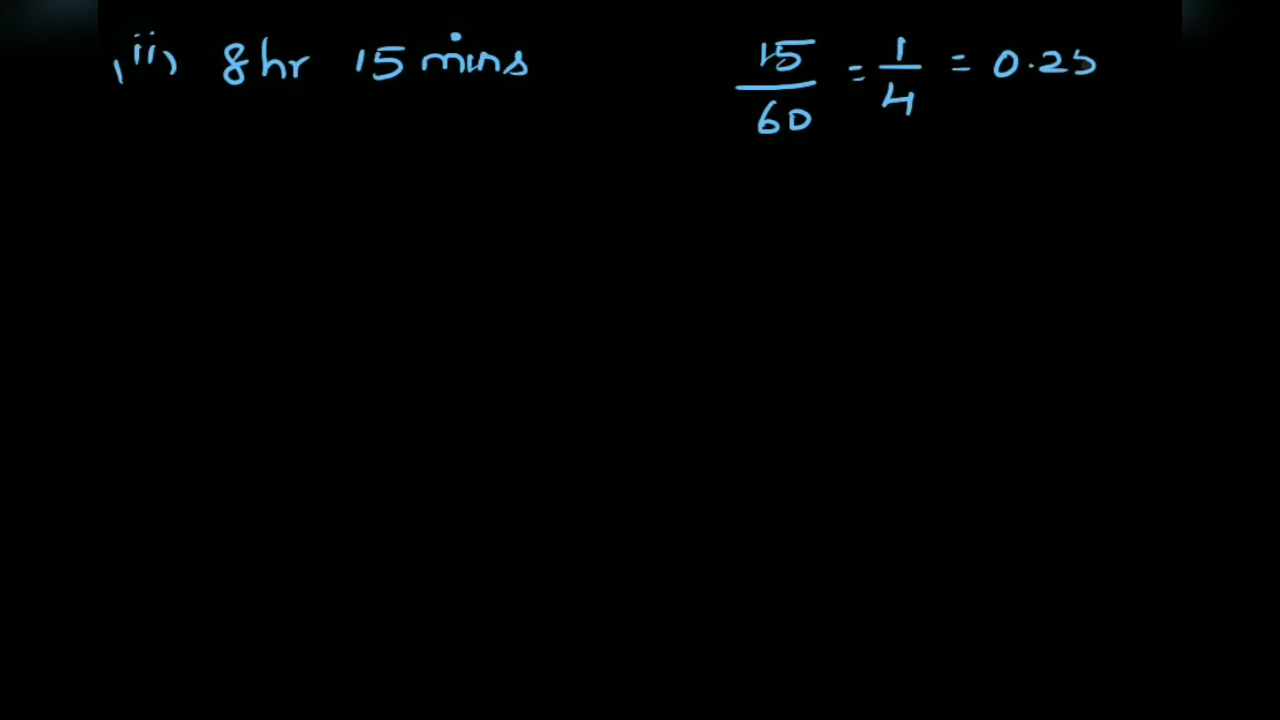 (ii) 8 hr 15 mins 15/60 = 1/4 = 0.25